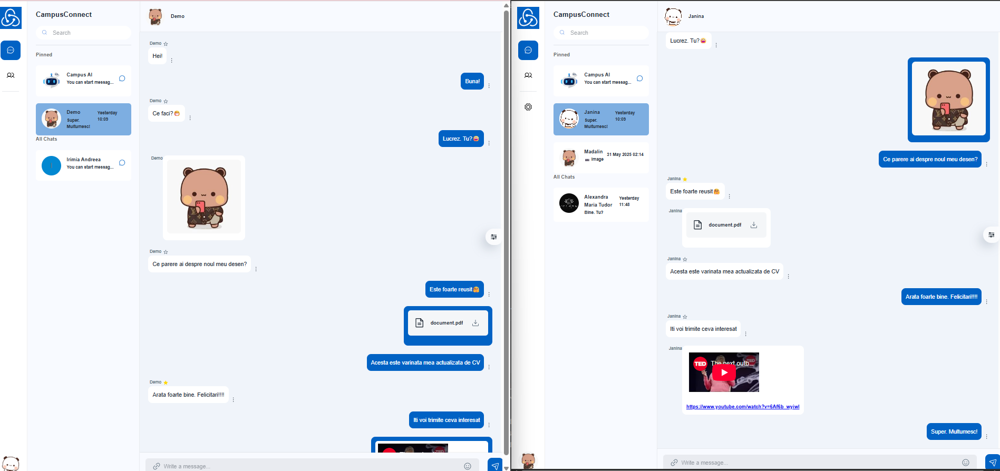 CampusConnect
Search
Pinned
Campus AI
You can start messag...
Demo
Yesterday
10:09
Super.
Multumesc!
All Chats
Irimia Andreea
You can start messag...
Demo
Demo
Hei!
Buna!
Demo
Ce faci?😁
Lucrez. Tu?😀
Demo
Demo
Ce parere ai despre noul meu desen?
Este foarte reusit🤗
document.pdf
Acesta este varinata mea actualizata de CV
Demo
Arata foarte bine. Felicitari!!!!
Iti voi trimite ceva interesat
Write a message...
CampusConnect
Search
Pinned
Campus AI
You can start messag...
Janina
Yesterday
10:09
Super.
Multumesc!
Madalin
31 May 2025 02:14
Image
All Chats
Alexandra
Maria Tudor
Yesterday
11:48
Bine. Tu?
Janina
Lucrez. Tu?😀
Ce parere ai despre noul meu desen?
Janina
Este foarte reusit🤗
Janina
document.pdf
Janina
Acesta este varinata mea actualizata de CV
Arata foarte bine. Felicitari!!!!
Janina
Iti voi trimite ceva interesat
Janina
TED
The next outb...
https://www.youtube.com/watch?v=6Af6b_wyiwI
Super. Multumesc!
Write a message...